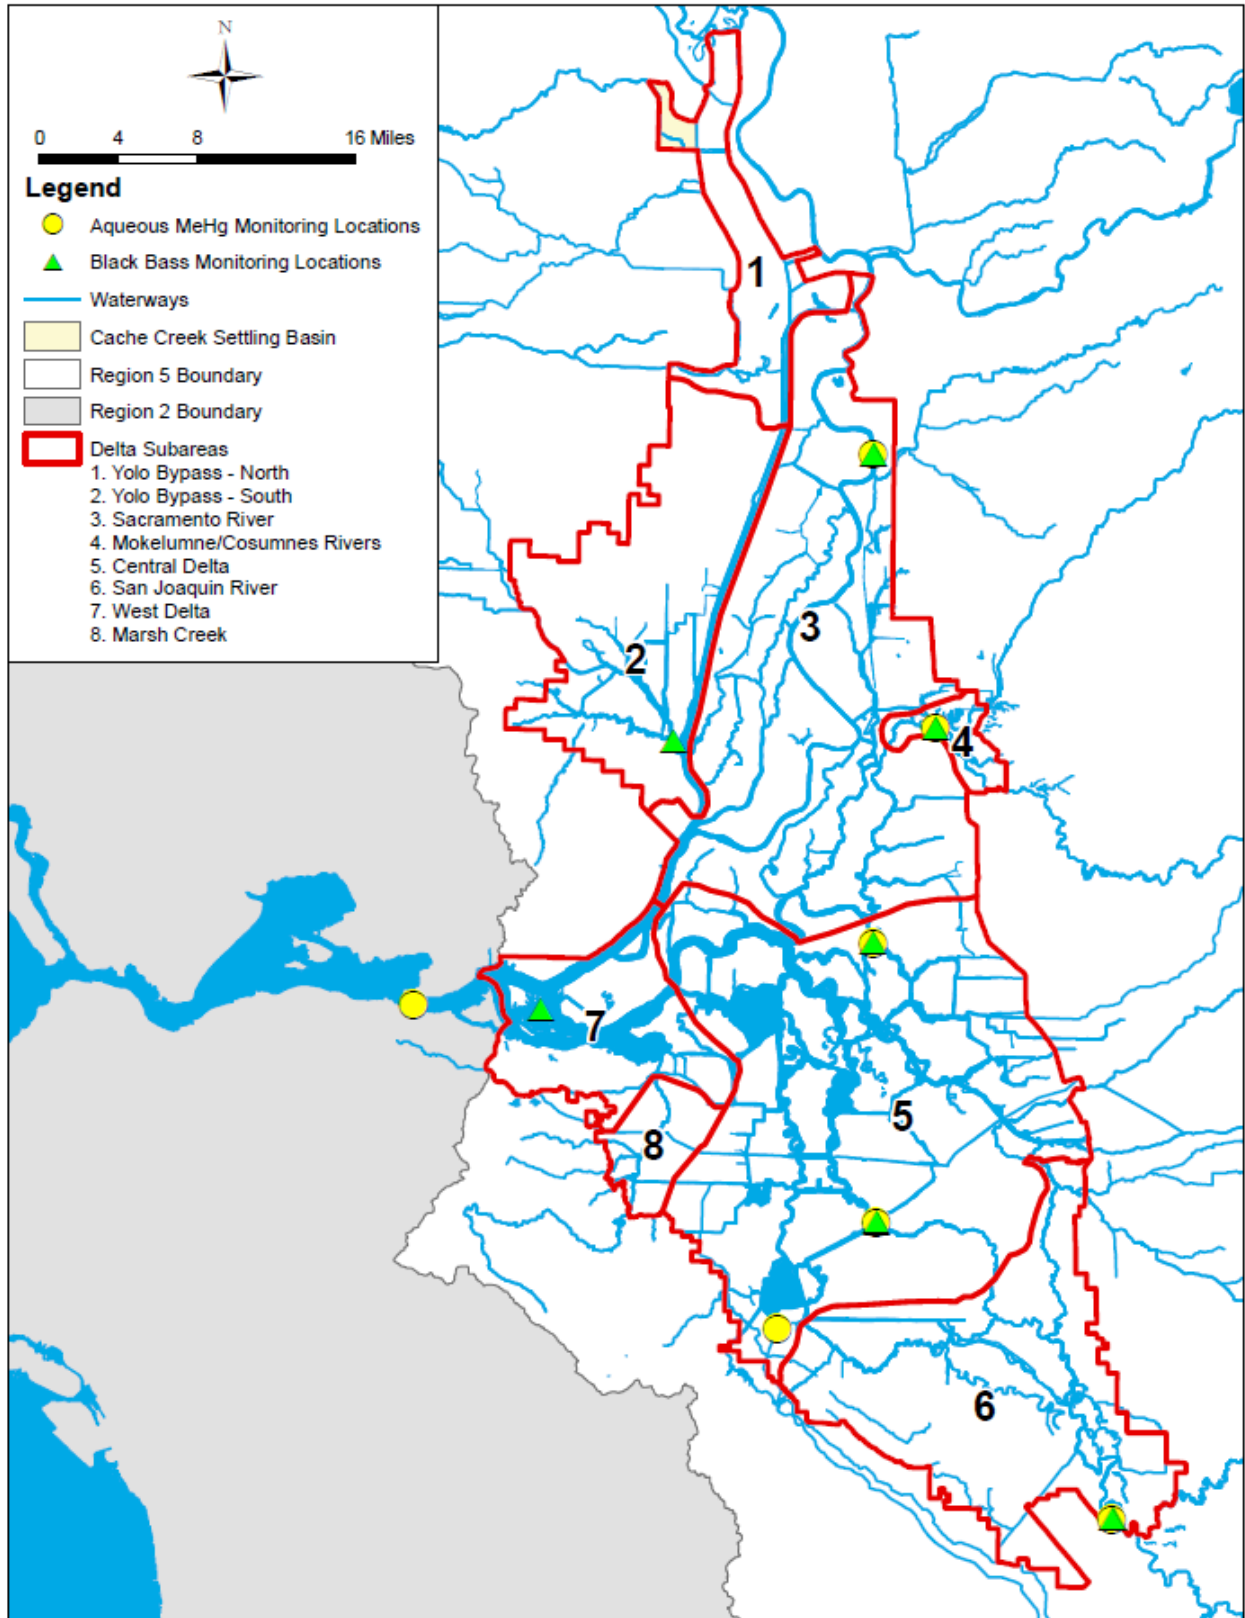 N
0 4 8 16 Miles
Legend
Aqueous MeHg Monitoring Locations
Black Bass Monitoring Locations
Waterways
Cache Creek Settling Basin
Region 5 Boundary
Region 2 Boundary
Delta Subareas
1. Yolo Bypass - North
2. Yolo Bypass - South
3. Sacramento River
4. Mokelumne/Cosumnes Rivers
5. Central Delta
6. San Joaquin River
7. West Delta
8. Marsh Creek
1
2
3
4
7
5
8
6